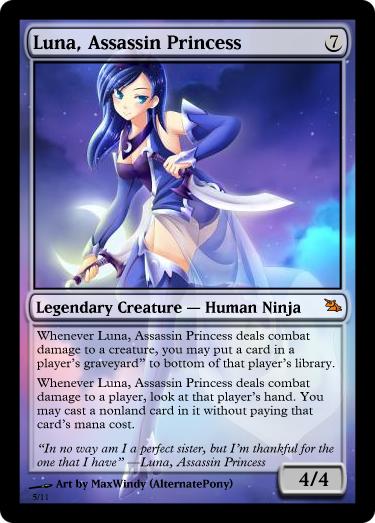 Luna, Assassin Princess
7
Legendary Creature — Human Ninja
Whenever Luna, Assassin Princess deals combat
damage to a creature, you may put a card in a
player's graveyard” to bottom of that player's library.
Whenever Luna, Assassin Princess deals combat
damage to a player, look at that player's hand. You
may cast a nonland card in it without paying that
card's mana cost.
“In no way am I a perfect sister, but I'm thankful for the
one that I have” —Luna, Assassin Princess
4/4
Art by MaxWindy (AlternatePony)
5/11